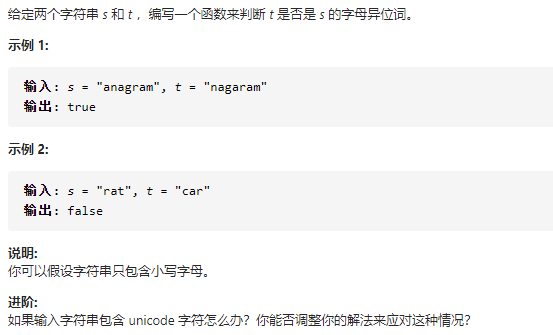 给定两个字符串 s 和 t ，编写一个函数来判断 t 是否是 s 的字母异位词。
示例 1:
输入: s = "anagram", t = "nagaram"
输出: true
示例 2:
输入: s = "rat", t = "car"
输出: false
说明:
你可以假设字符串只包含小写字母。
进阶:
如果输入字符串包含 unicode 字符怎么办？你能否调整你的解法来应对这种情况？